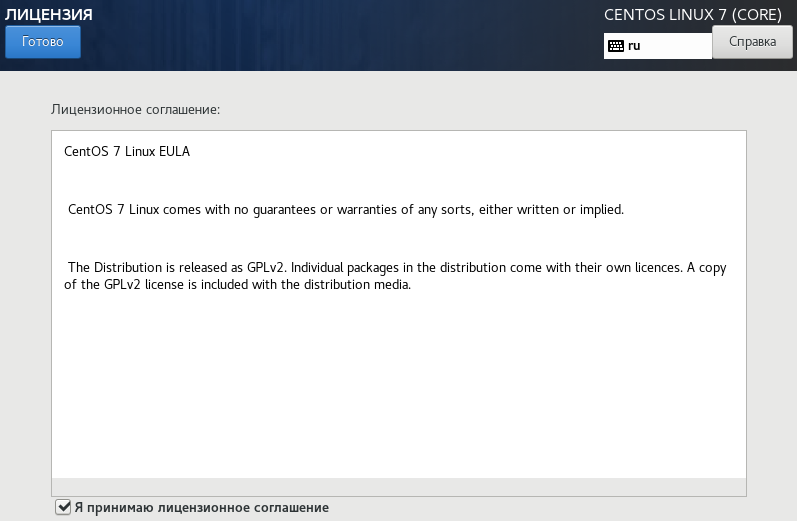 ЛИЦЕНЗИЯ
CENTOS LINUX 7 (CORE)
Готово
ru
Справка
Лицензионное соглашение:
CentOS 7 Linux EULA
CentOS 7 Linux comes with no guarantees or warranties of any sorts, either written or implied.
The Distribution is released as GPLv2. Individual packages in the distribution come with their own licences. A copy
of the GPLv2 license is included with the distribution media.
Я принимаю лицензионное соглашение